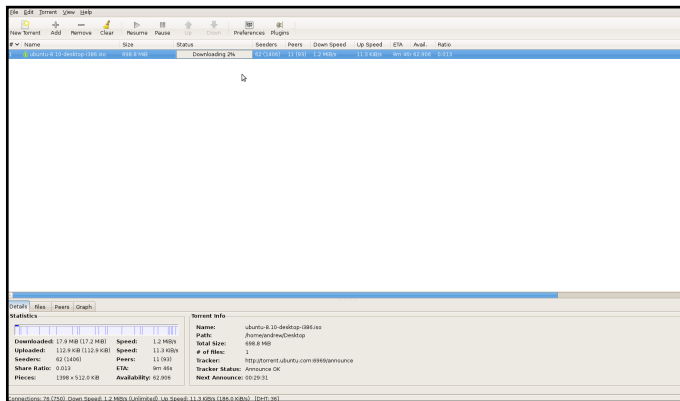 File Edit Torrent View Help
New Torrent Add Remove Clear Resume Pause Up Down Preferences Plugins
# Name Size Status Seeders Peers Down Speed Up Speed ETA Avail. Ratio
1 ubuntu-8.10-desktop-i386.iso 698.8 MiB Downloading 2% 62 (1406) 11 (93) 1.2 MiB/s 11.3 KiB/s 9m 46s 62.906 0.013
Details Files Peers Graph
Statistics
Downloaded: 17.9 MiB (17.2 MiB) Speed: 1.2 MiB/s
Uploaded: 112.9 KiB (112.9 KiB) Speed: 11.3 KiB/s
Seeders: 62 (1406) Peers: 11 (93)
Share Ratio: 0.013 ETA: 9m 46s
Pieces: 1398 x 512.0 KiB Availability: 62.906
Torrent Info
Name: ubuntu-8.10-desktop-i386.iso
Path: /home/andrew/Desktop
Total Size: 698.8 MiB
# of files: 1
Tracker: http://torrent.ubuntu.com:6969/announce
Tracker Status: Announce OK
Next Announce: 00:29:31
Connections: 76 (750) Down Speed: 1.2 MiB/s (Unlimited) Up Speed: 11.3 KiB/s (186.0 KiB/s) [DHT: 36]